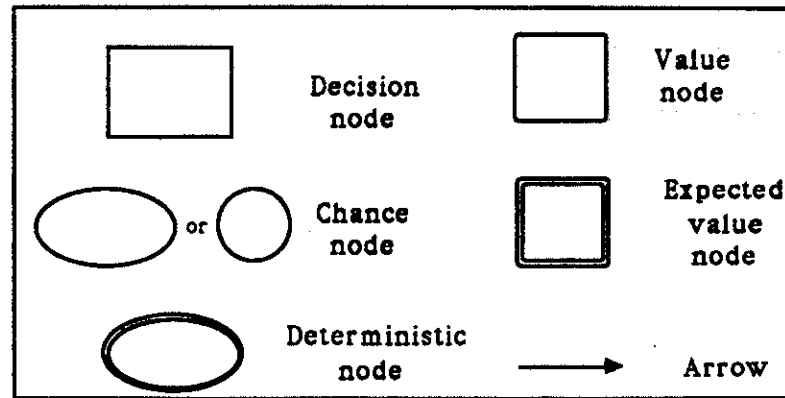 Decision
node
Value
node
or
Chance
node
Expected
value
node
Deterministic
node
Arrow